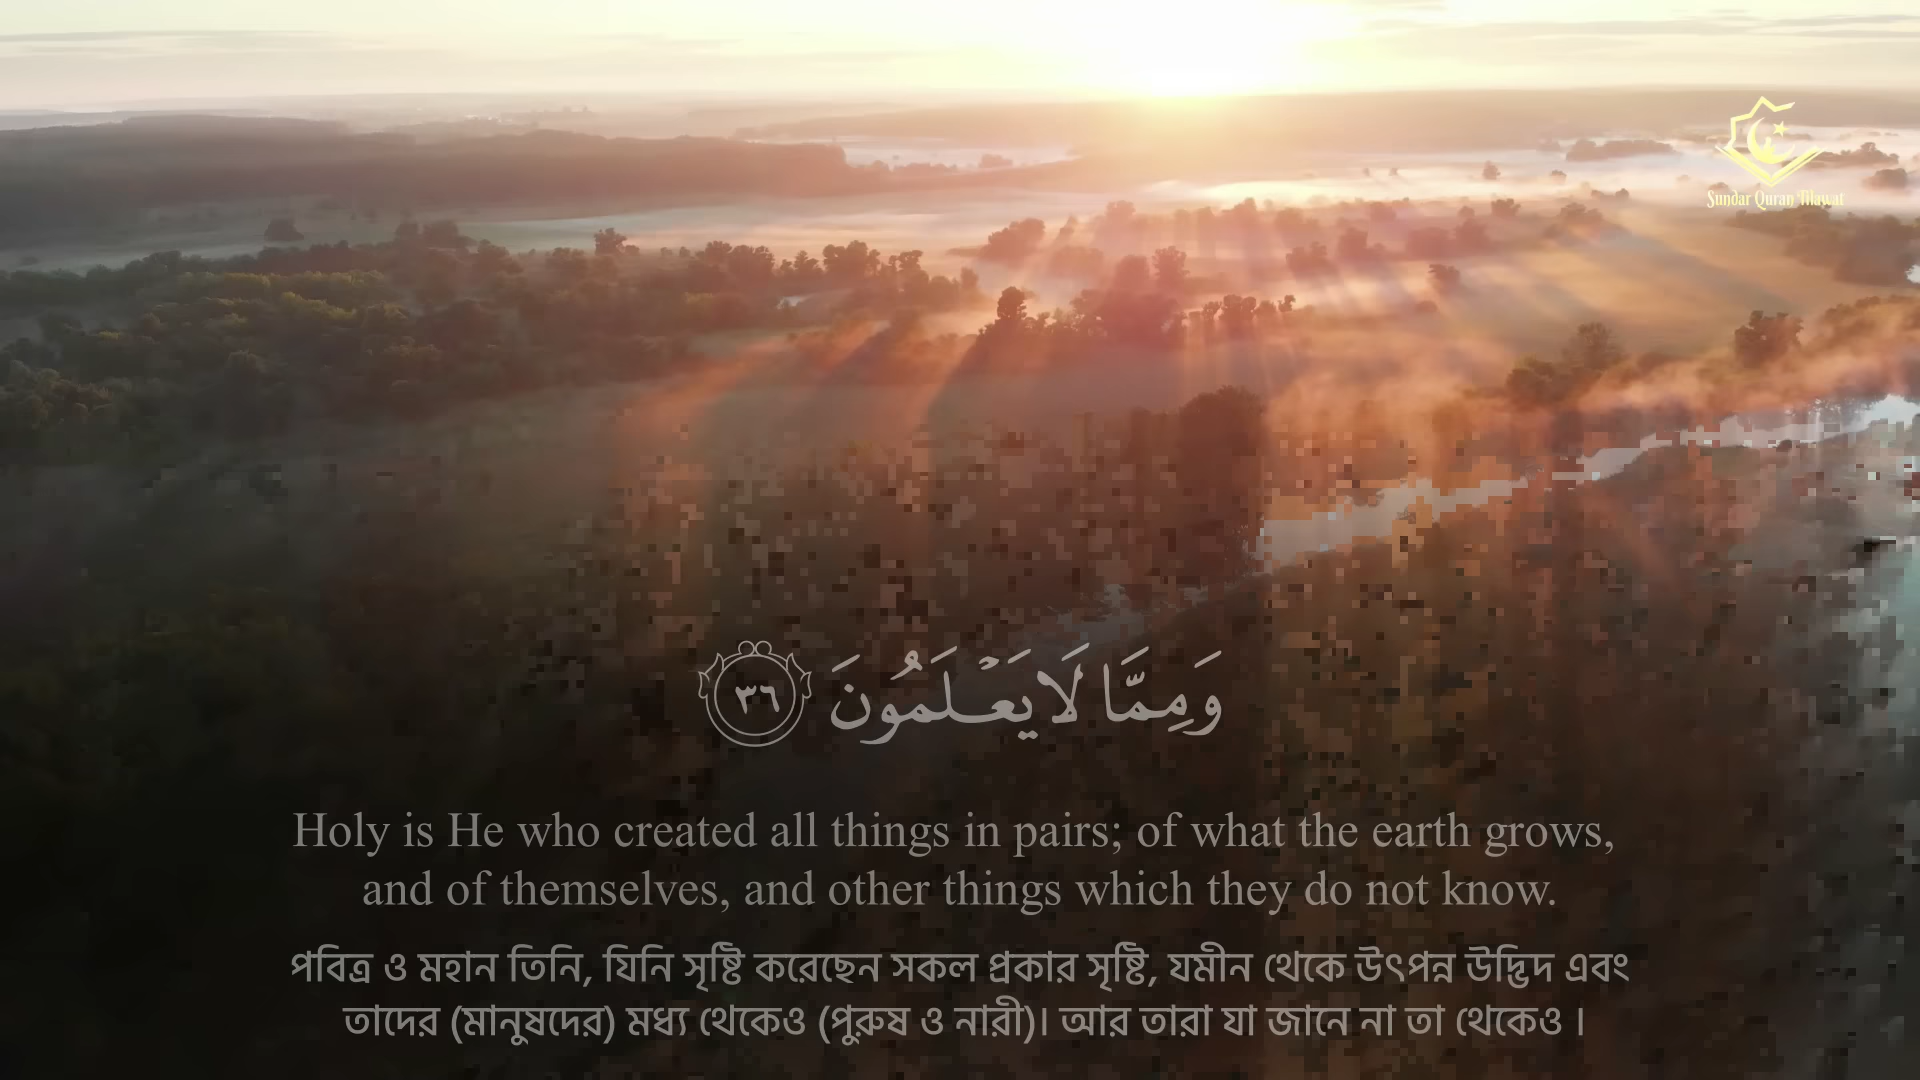 Sundar Quran Tilawat
وَمِمَّا لَا يَعْلَمُونَ ٣٦
Holy is He who created all things in pairs; of what the earth grows,
and of themselves, and other things which they do not know.
পবিত্র ও মহান তিনি, যিনি সৃষ্টি করেছেন সকল প্রকার সৃষ্টি, যমীন থেকে উৎপন্ন উদ্ভিদ এবং
তাদের (মানুষদের) মধ্য থেকেও (পুরুষ ও নারী)। আর তারা যা জানে না তা থেকেও ।